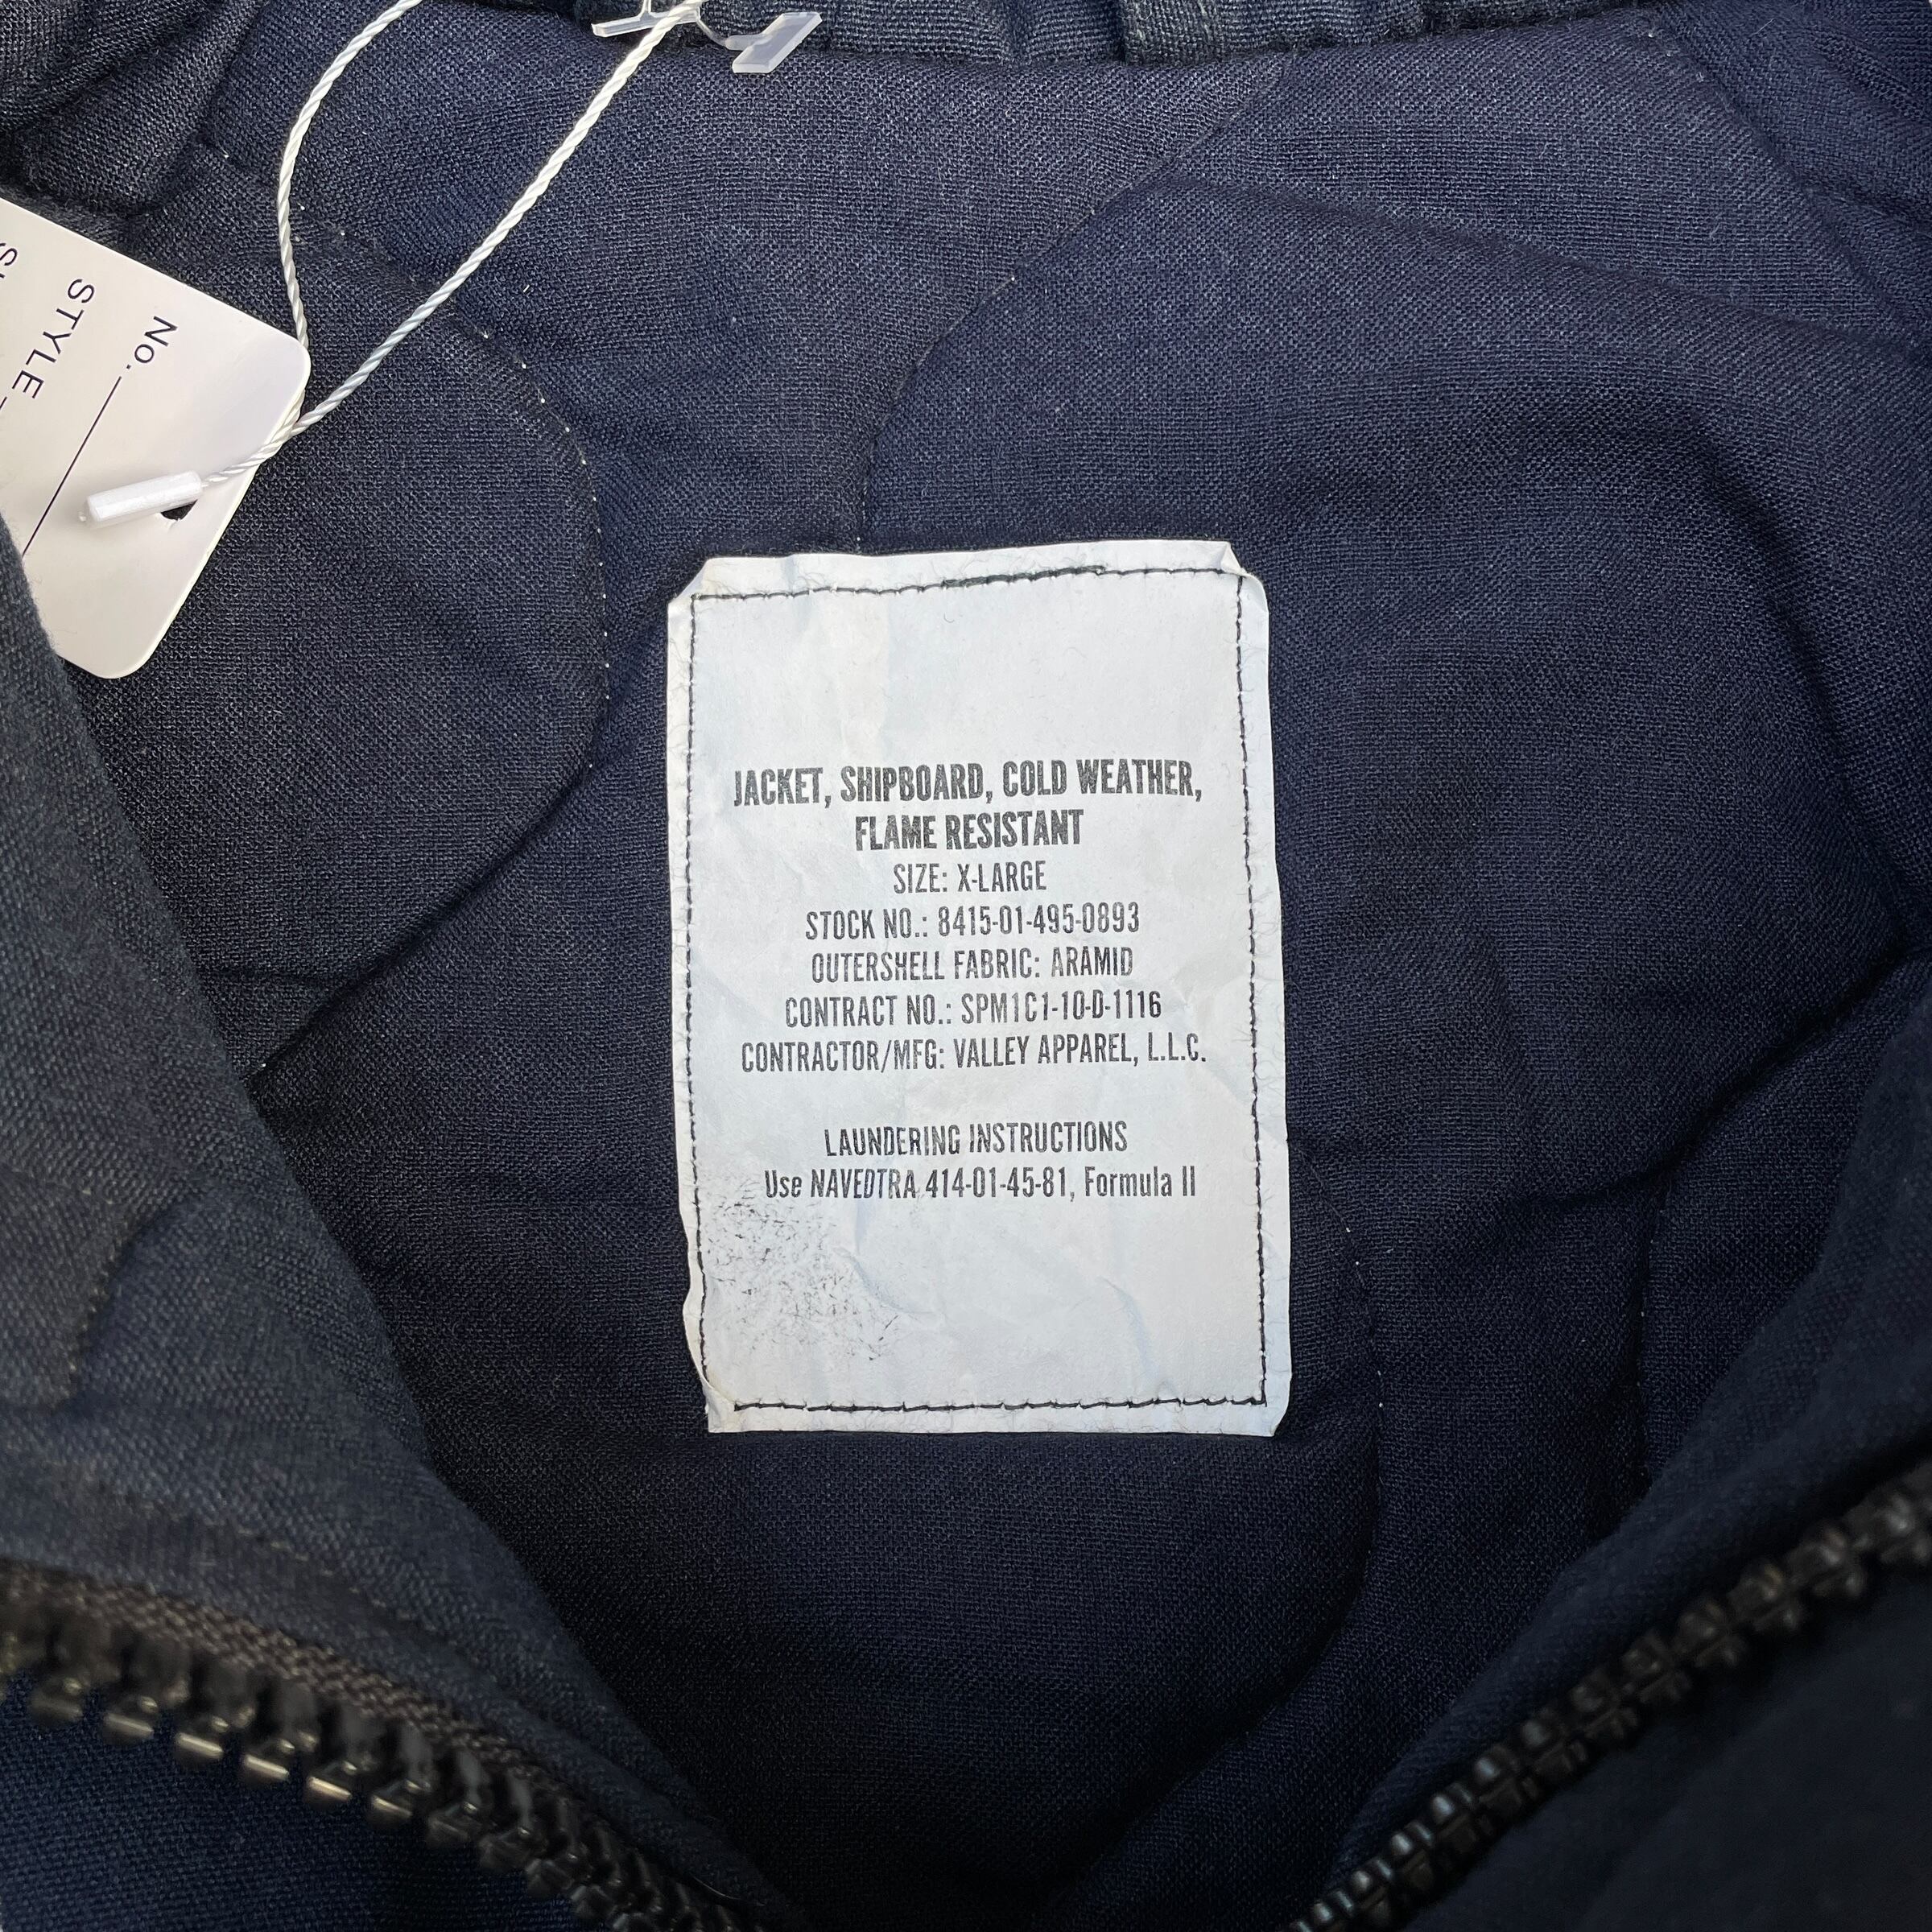 No.
STYLE
JACKET, SHIPBOARD, COLD WEATHER,
FLAME RESISTANT
SIZE: X-LARGE
STOCK NO.: 8415-01-495-0893
OUTERSHELL FABRIC: ARAMID
CONTRACT NO.: SPM1C1-10-D-1116
CONTRACTOR/MFG: VALLEY APPAREL, L.L.C.
LAUNDERING INSTRUCTIONS
Use NAVEDTRA 414-01-45-81, Formula II